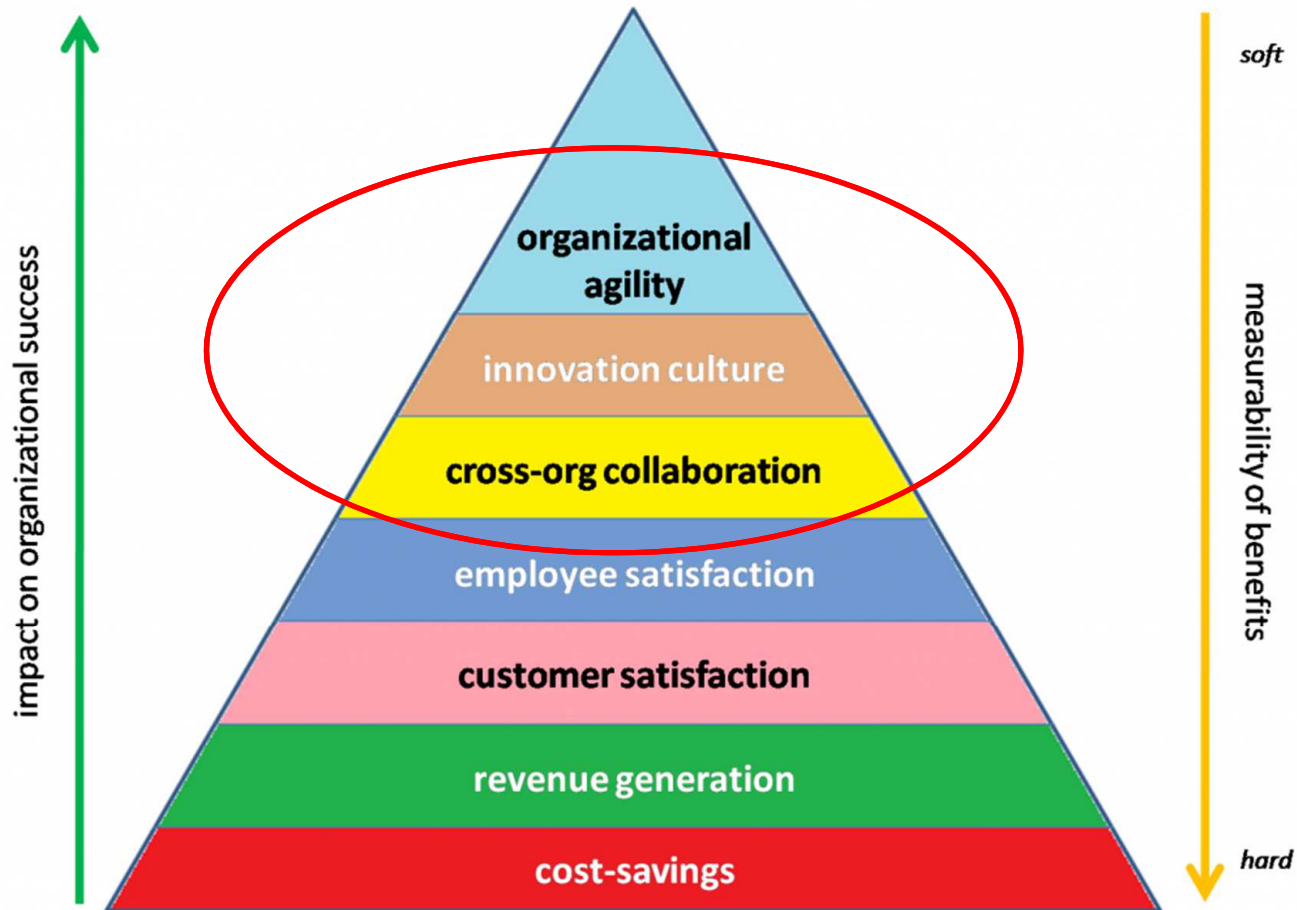 soft
organizational
agility
innovation culture
cross-org collaboration
employee satisfaction
customer satisfaction
revenue generation
cost-savings
hard
impact on organizational success
measurability of benefits